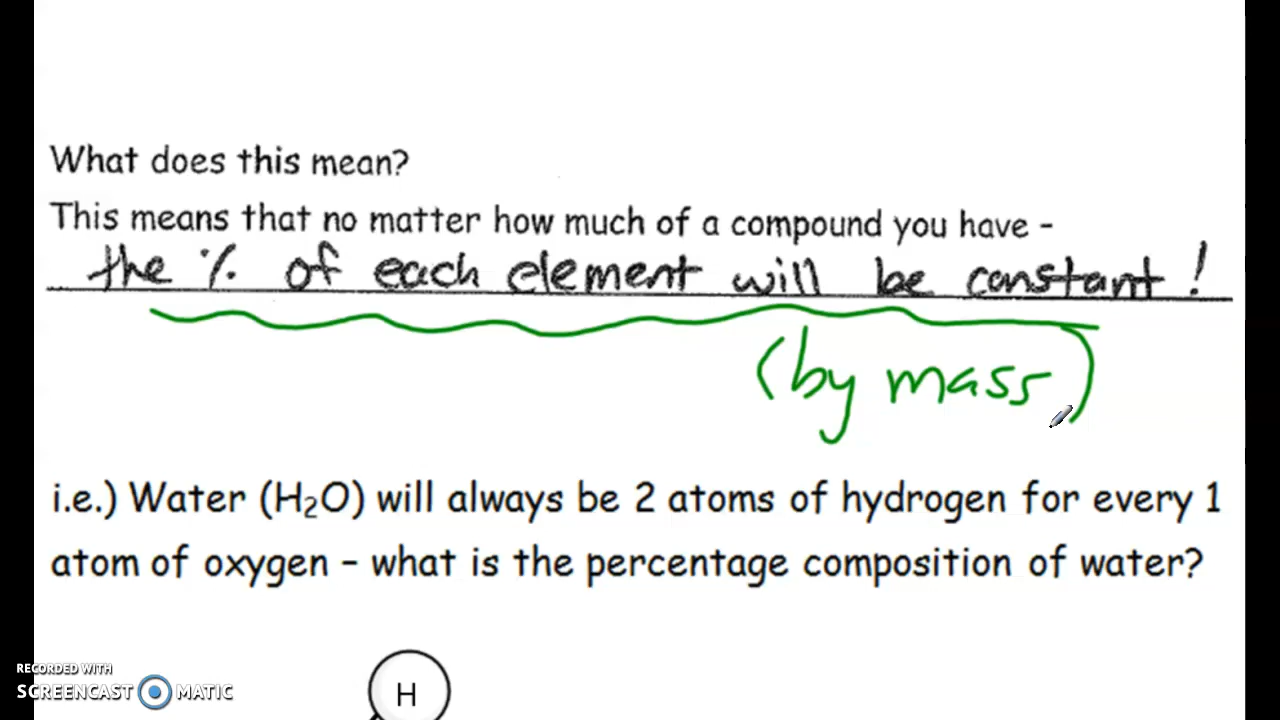 What does this mean?
This means that no matter how much of a compound you have -
the % of each element will be constant!
(by mass)
i.e.) Water (H₂O) will always be 2 atoms of hydrogen for every 1
atom of oxygen – what is the percentage composition of water?
RECORDED WITH
SCREENCAST MATIC
H